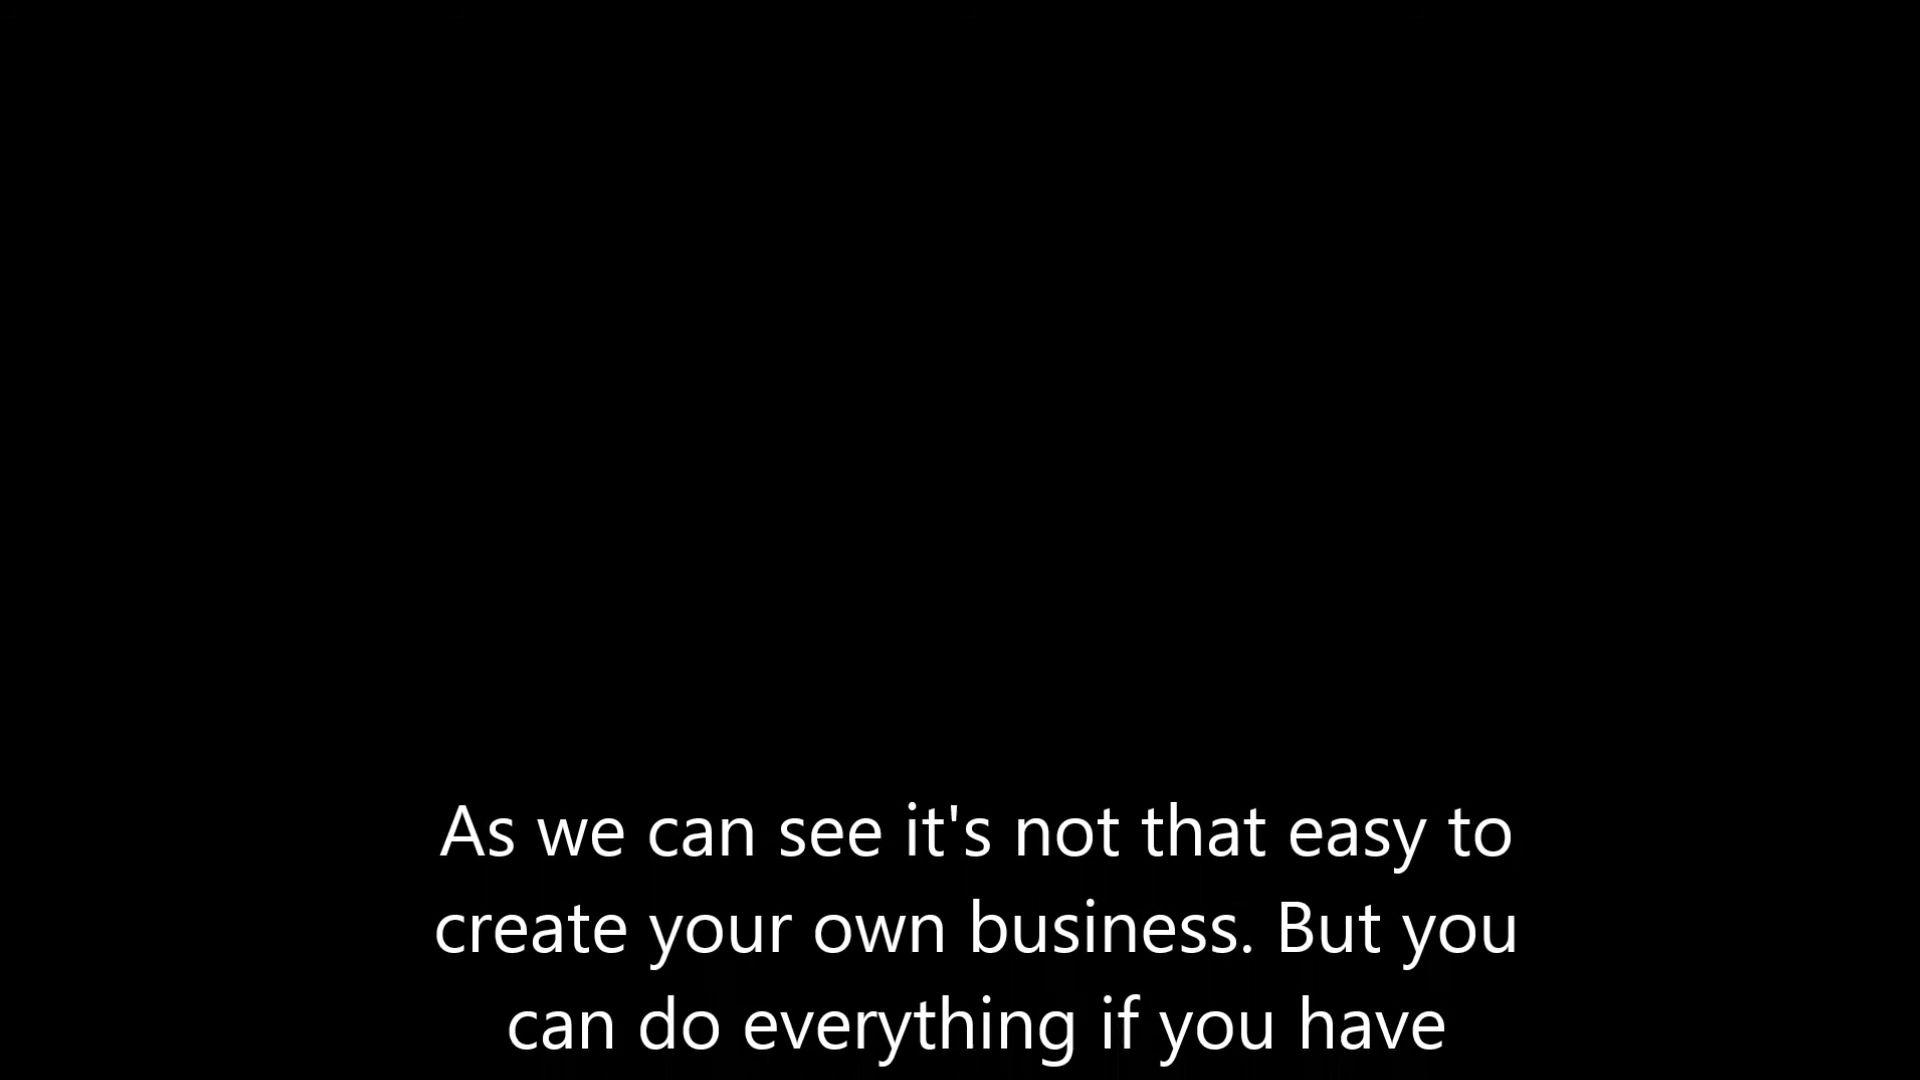 As we can see it's not that easy to
create your own business. But you
can do everything if you have